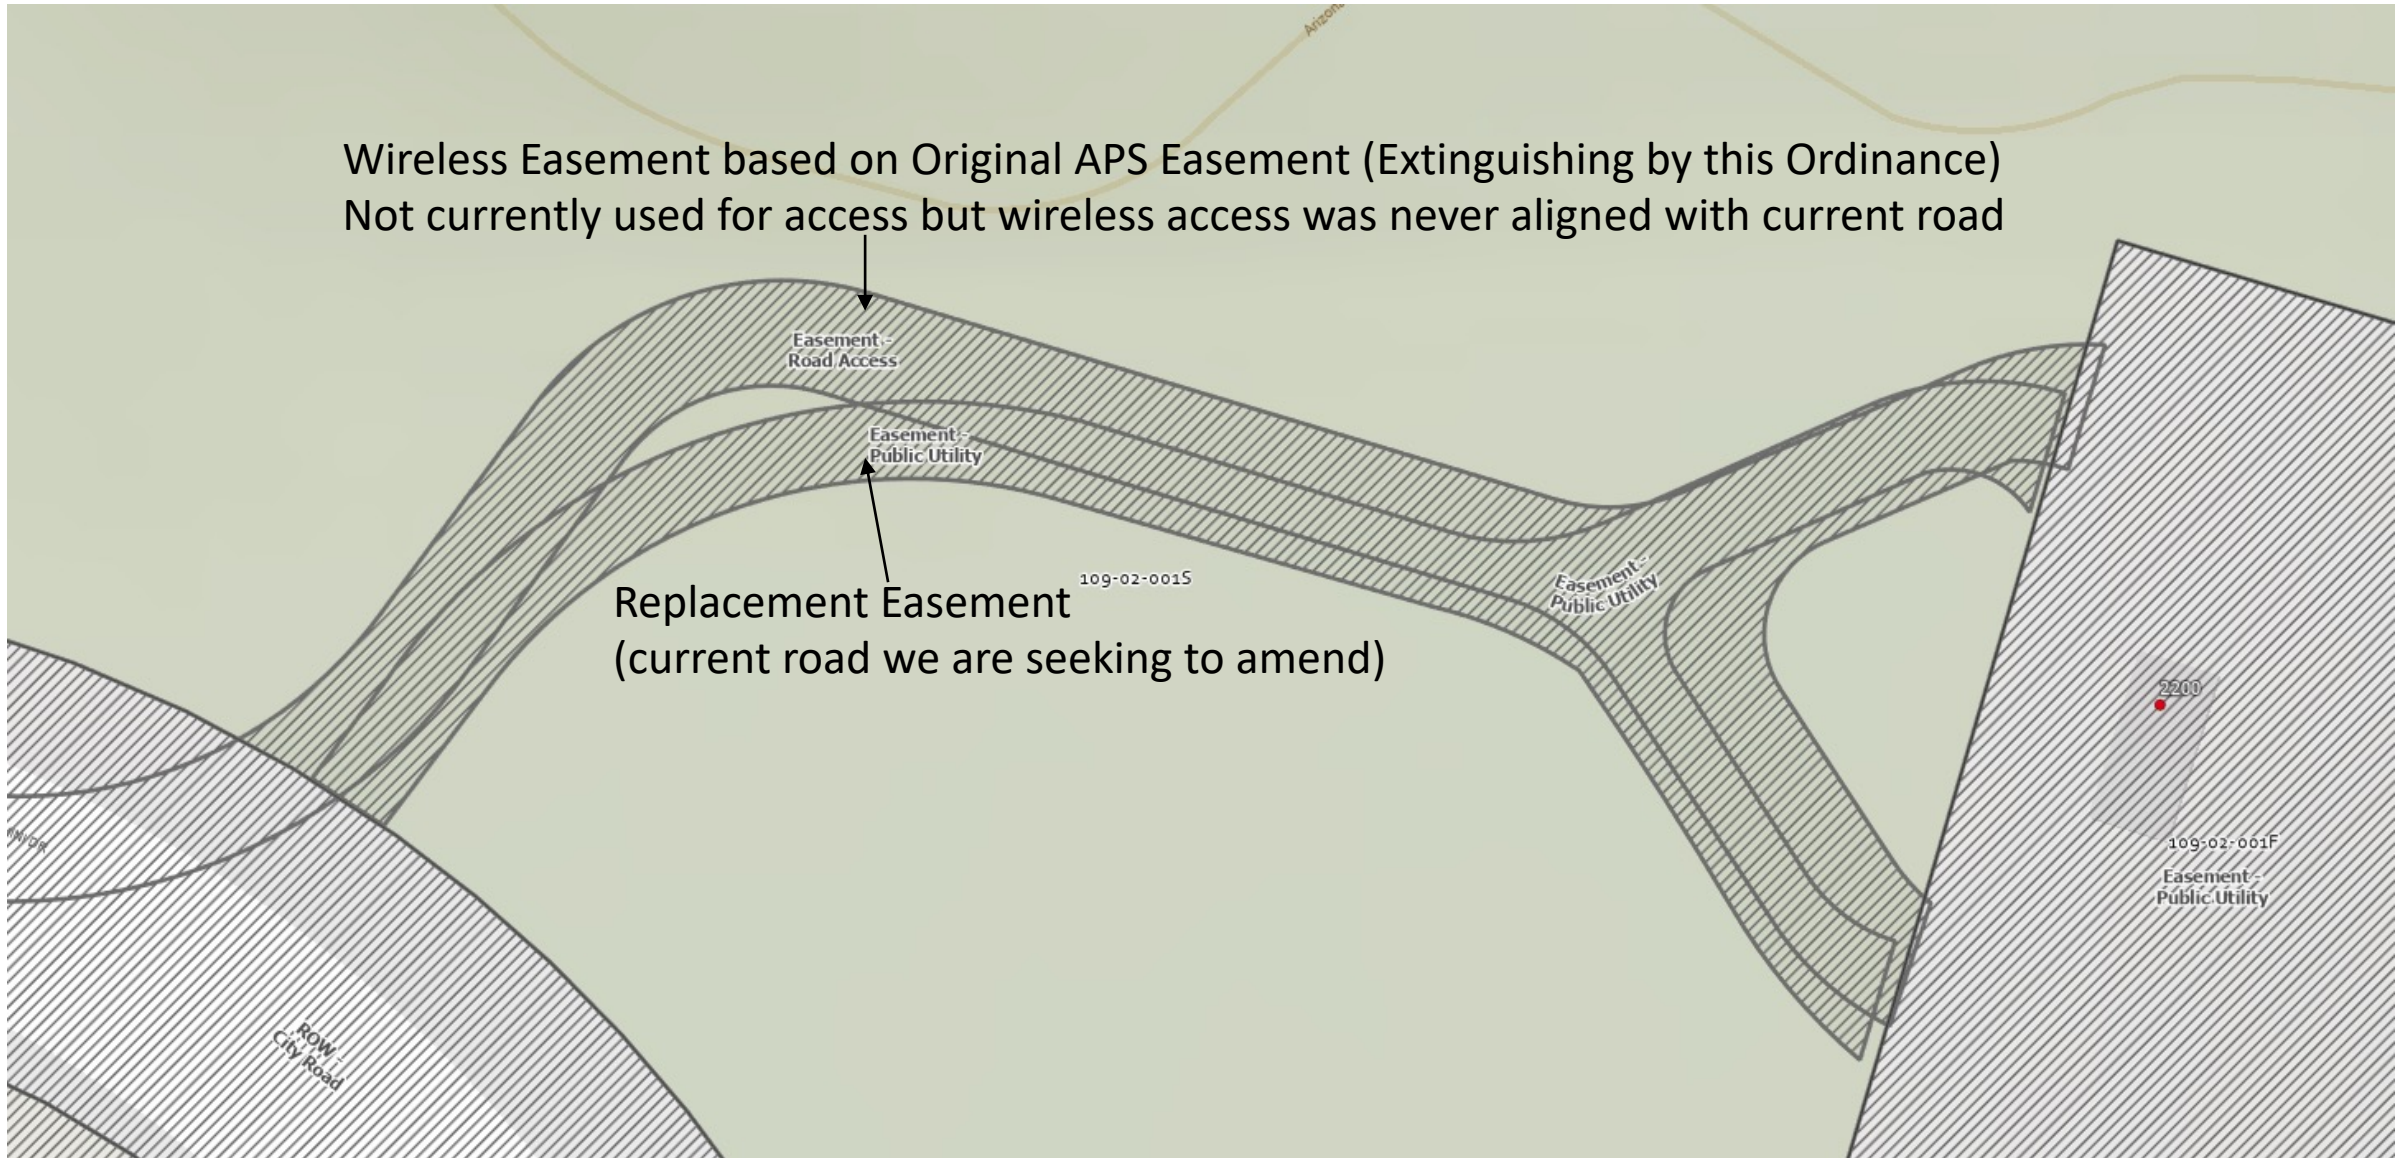 Arizona
Wireless Easement based on Original APS Easement (Extinguishing by this Ordinance)
Not currently used for access but wireless access was never aligned with current road
Easement -
Road Access
Easement -
Public Utility
109-02-001S
Replacement Easement
(current road we are seeking to amend)
Easement -
Public Utility
2200
109-02-001F
Easement -
Public Utility
DR
ROW -
City Road